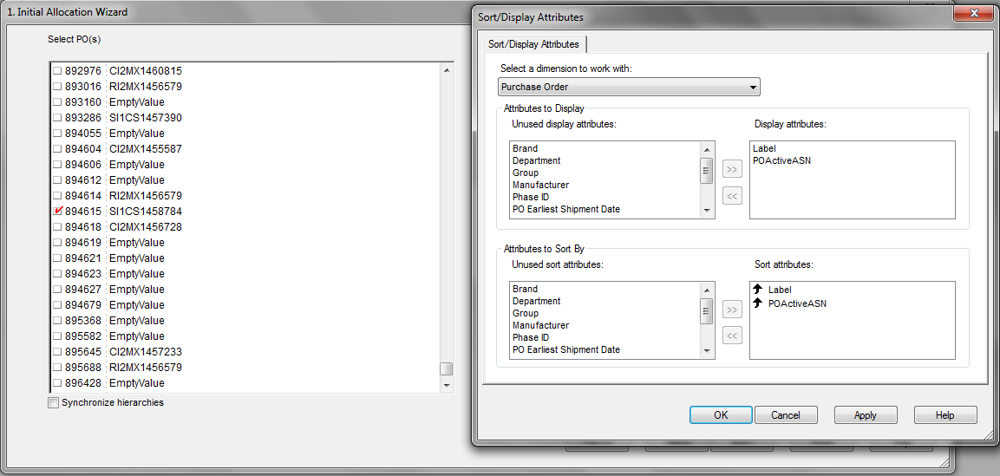 1. Initial Allocation Wizard
Select PO(s)
892976 CI2MX1460815
893016 RI2MX1456579
893160 EmptyValue
893286 SI1CS1457390
894055 EmptyValue
894604 CI2MX1455587
894606 EmptyValue
894612 EmptyValue
894614 RI2MX1456579
894615 SI1CS1458784
894618 CI2MX1456728
894619 EmptyValue
894621 EmptyValue
894623 EmptyValue
894627 EmptyValue
894679 EmptyValue
895368 EmptyValue
895582 EmptyValue
895645 CI2MX1457233
895688 RI2MX1456579
896428 EmptyValue
Synchronize hierarchies
Sort/Display Attributes
Sort/Display Attributes
Select a dimension to work with:
Purchase Order
Attributes to Display
Unused display attributes:
Brand
Department
Group
Manufacturer
Phase ID
PO Earliest Shipment Date
>>
<<
Display attributes:
Label
POActiveASN
Attributes to Sort By
Unused sort attributes:
Brand
Department
Group
Manufacturer
Phase ID
PO Earliest Shipment Date
>>
<<
Sort attributes:
Label
POActiveASN
OK Cancel Apply Help